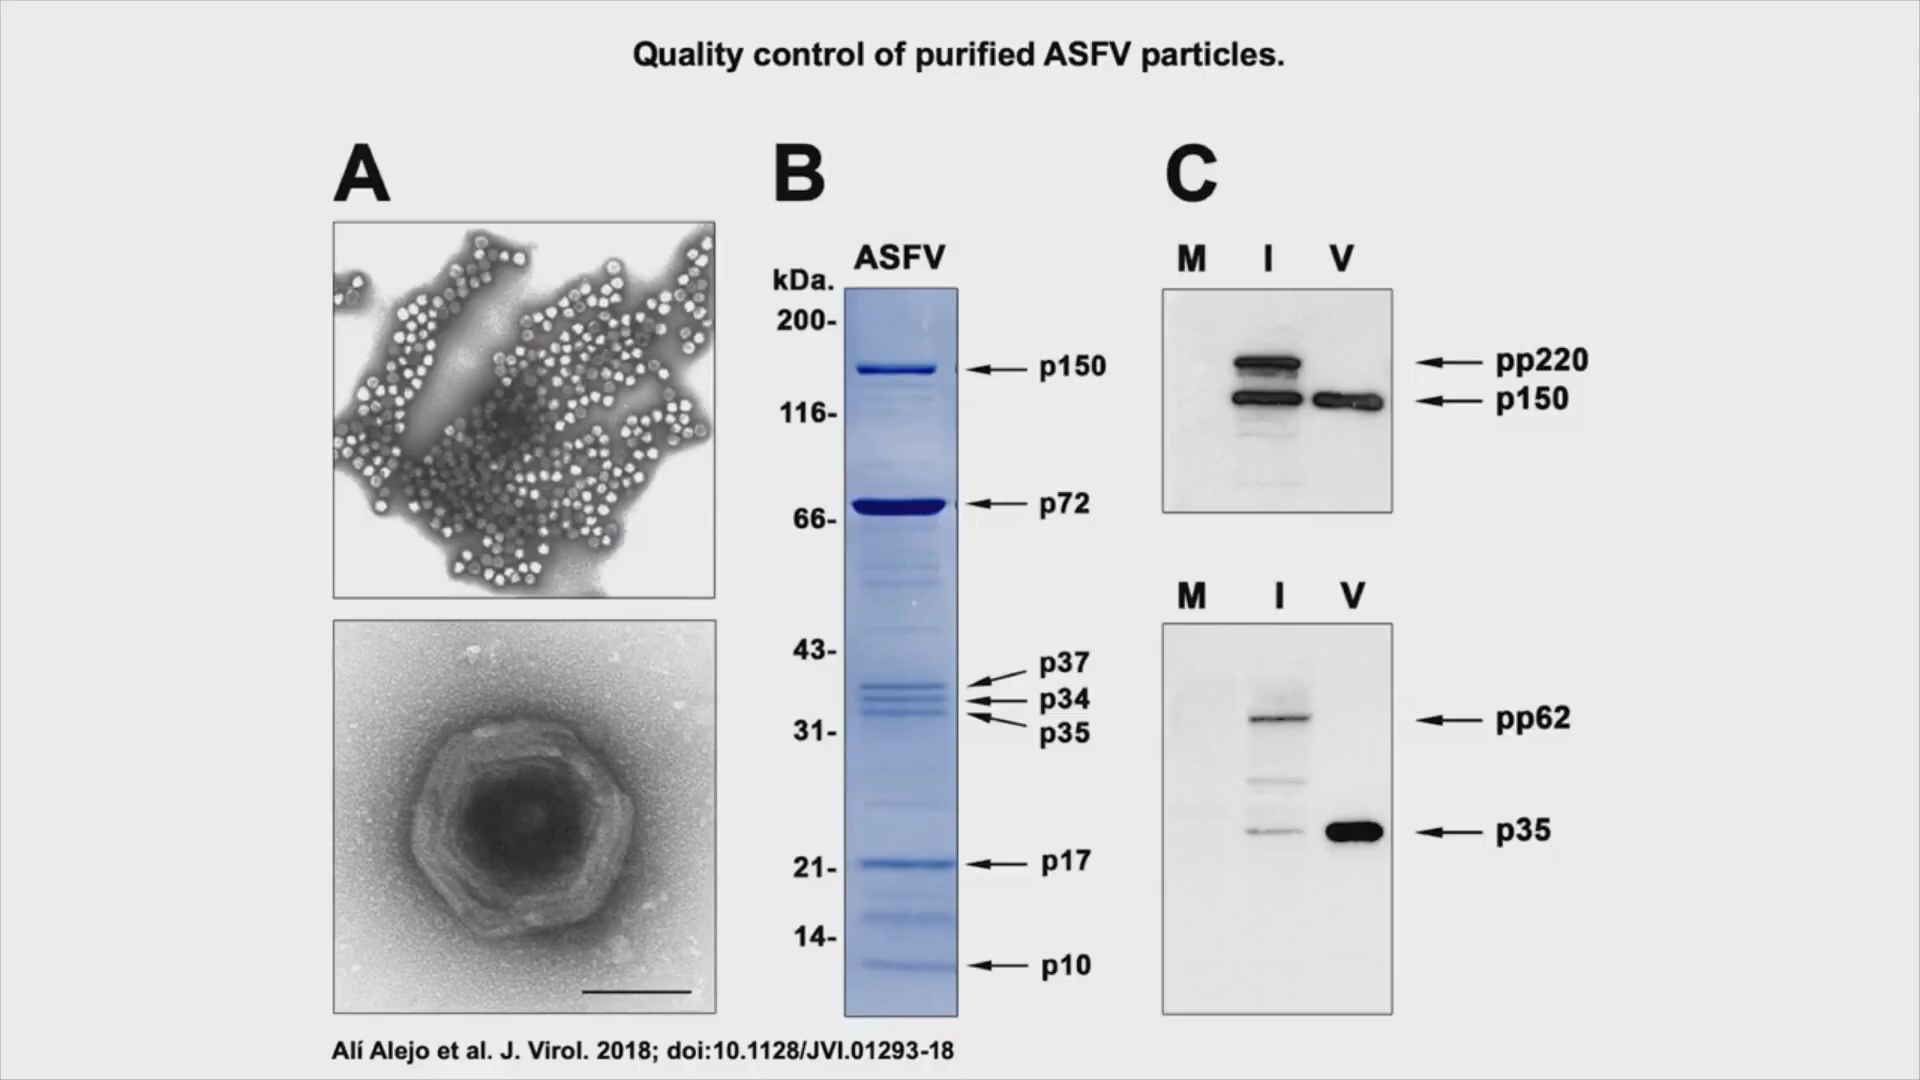 Quality control of purified ASFV particles.
A
B
C
ASFV
kDa.
200-
116-
66-
43-
31-
21-
14-
p150
p72
p37
p34
p35
p17
p10
M I V
pp220
p150
M I V
pp62
p35
Alí Alejo et al. J. Virol. 2018; doi:10.1128/JVI.01293-18